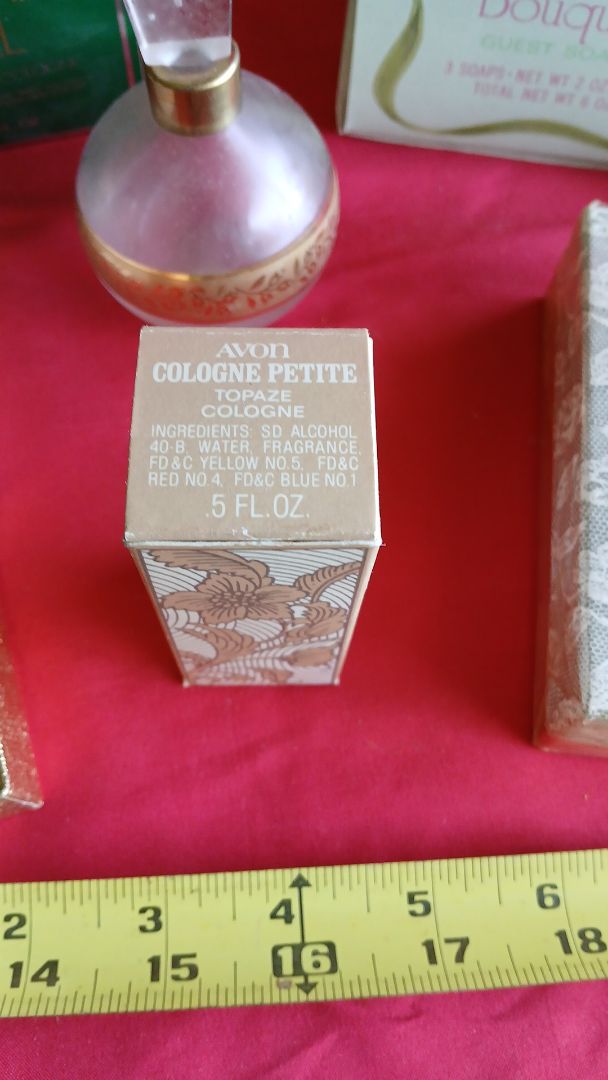 Bouqu
GUEST SOA
3 SOAPS • NET WT 2 OZ
TOTAL NET WT 6 O
AVON
COLOGNE PETITE
TOPAZE
COLOGNE
INGREDIENTS: SD ALCOHOL
40-B, WATER, FRAGRANCE,
FD&C YELLOW NO.5, FD&C
RED NO.4, FD&C BLUE NO.1
.5 FL.OZ.
2 3 4 5 6
14 15 16 17 18